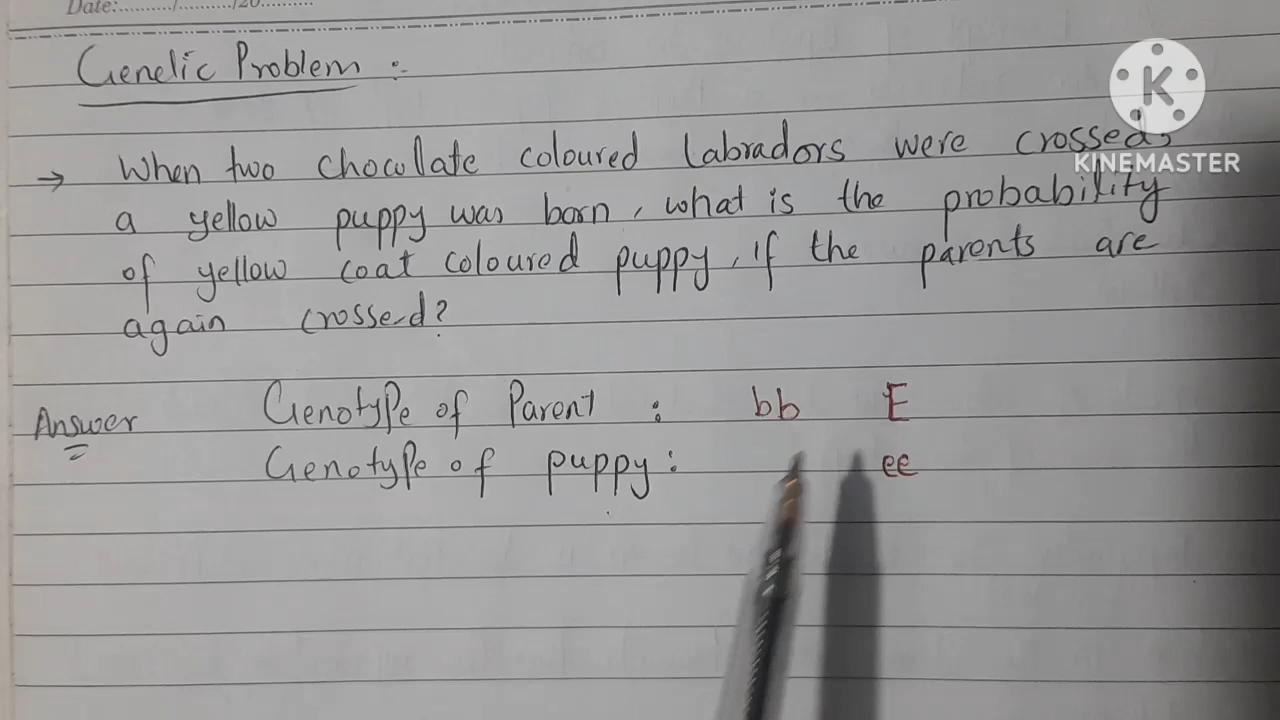 Date:........../........../20..........
Genetic Problem :-
K
KINEMASTER
→ When two chocolate coloured Labradors were crossed,
a yellow puppy was born, what is the probability
of yellow coat coloured puppy, if the parents are
again crossed?
Answer Genotype of Parent : bb E
Genotype of puppy: ee